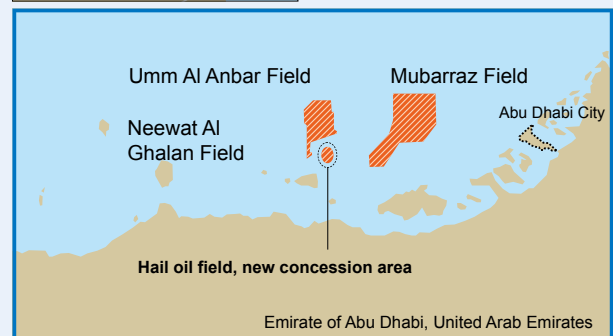 Umm Al Anbar Field
Mubarraz Field
Abu Dhabi City
Neewat Al
Ghalan Field
Hail oil field, new concession area
Emirate of Abu Dhabi, United Arab Emirates